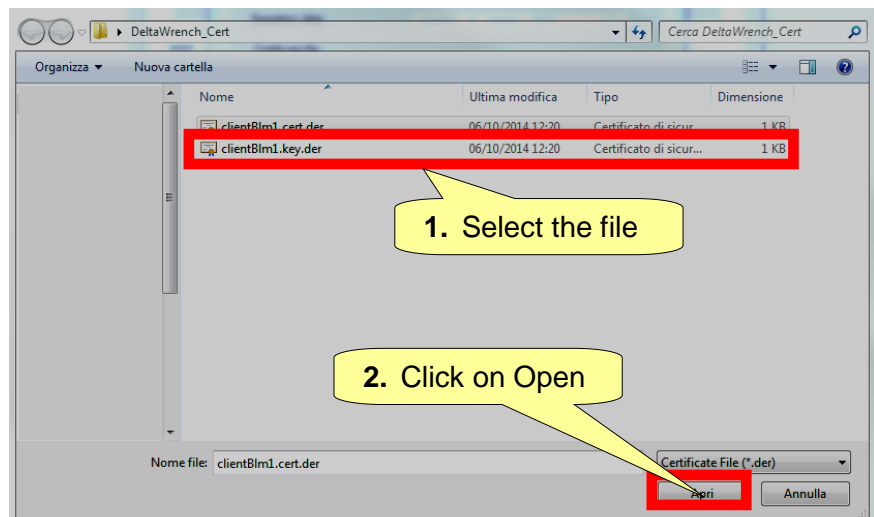 DeltaWrench_Cert
Cerca DeltaWrench_Cert
Organizza
Nuova cartella
Nome Ultima modifica Tipo Dimensione
clientBlm1.cert.der 06/10/2014 12:20 Certificato di sicur... 1 KB
clientBlm1.key.der 06/10/2014 12:20 Certificato di sicur... 1 KB
1. Select the file
2. Click on Open
Nome file: clientBlm1.cert.der Certificate File (*.der)
Apri Annulla